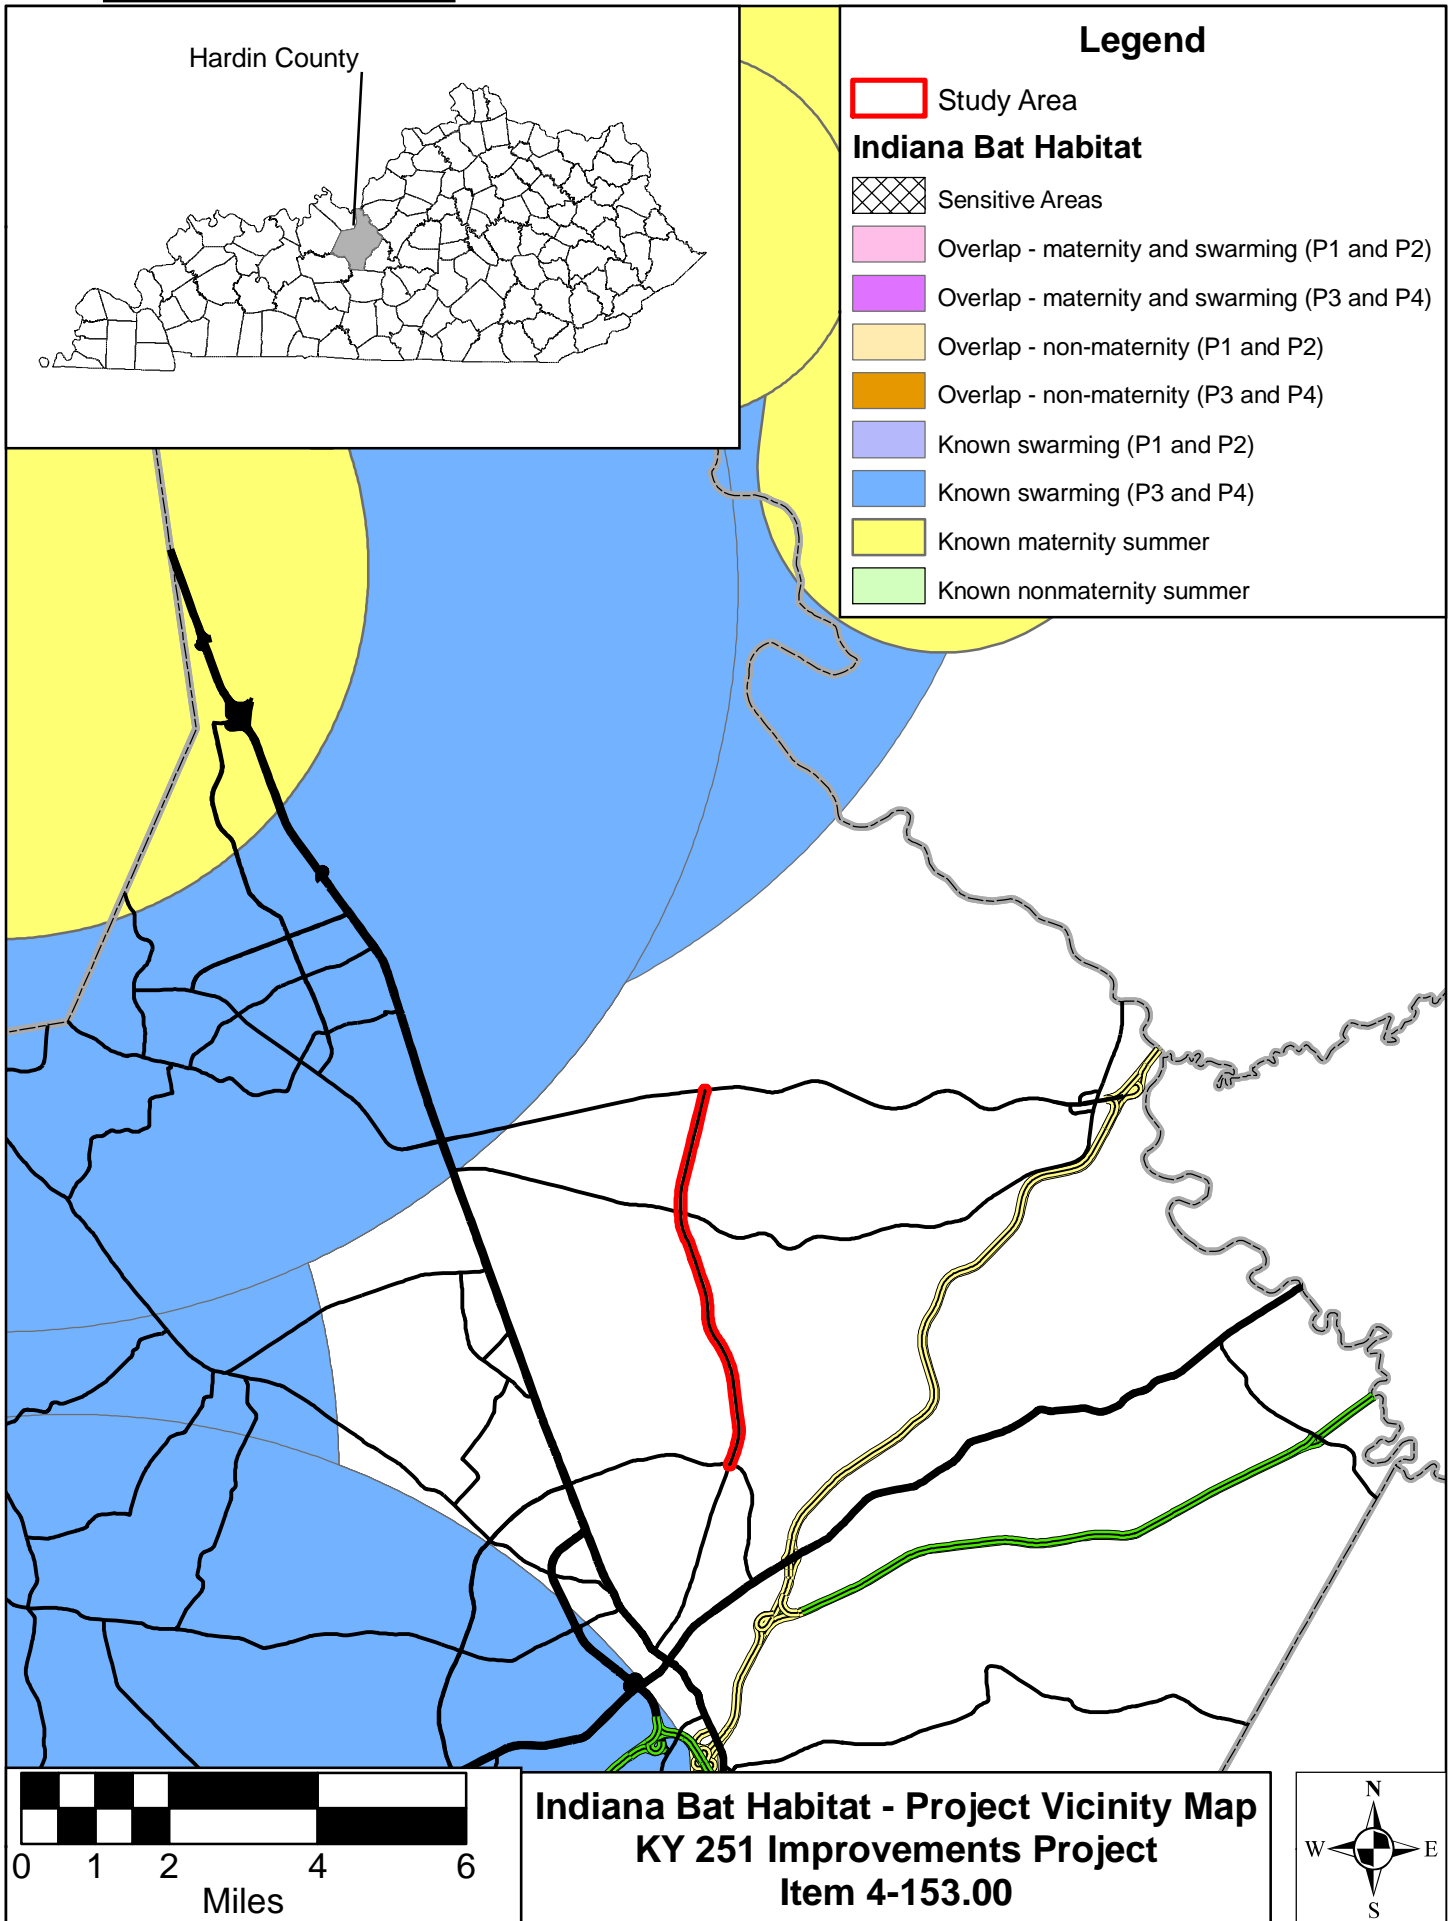 Hardin County
Legend
Study Area
Indiana Bat Habitat
Sensitive Areas
Overlap - maternity and swarming (P1 and P2)
Overlap - maternity and swarming (P3 and P4)
Overlap - non-maternity (P1 and P2)
Overlap - non-maternity (P3 and P4)
Known swarming (P1 and P2)
Known swarming (P3 and P4)
Known maternity summer
Known nonmaternity summer
0 1 2 4 6
Miles
Indiana Bat Habitat - Project Vicinity Map
KY 251 Improvements Project
Item 4-153.00
N
W E
S